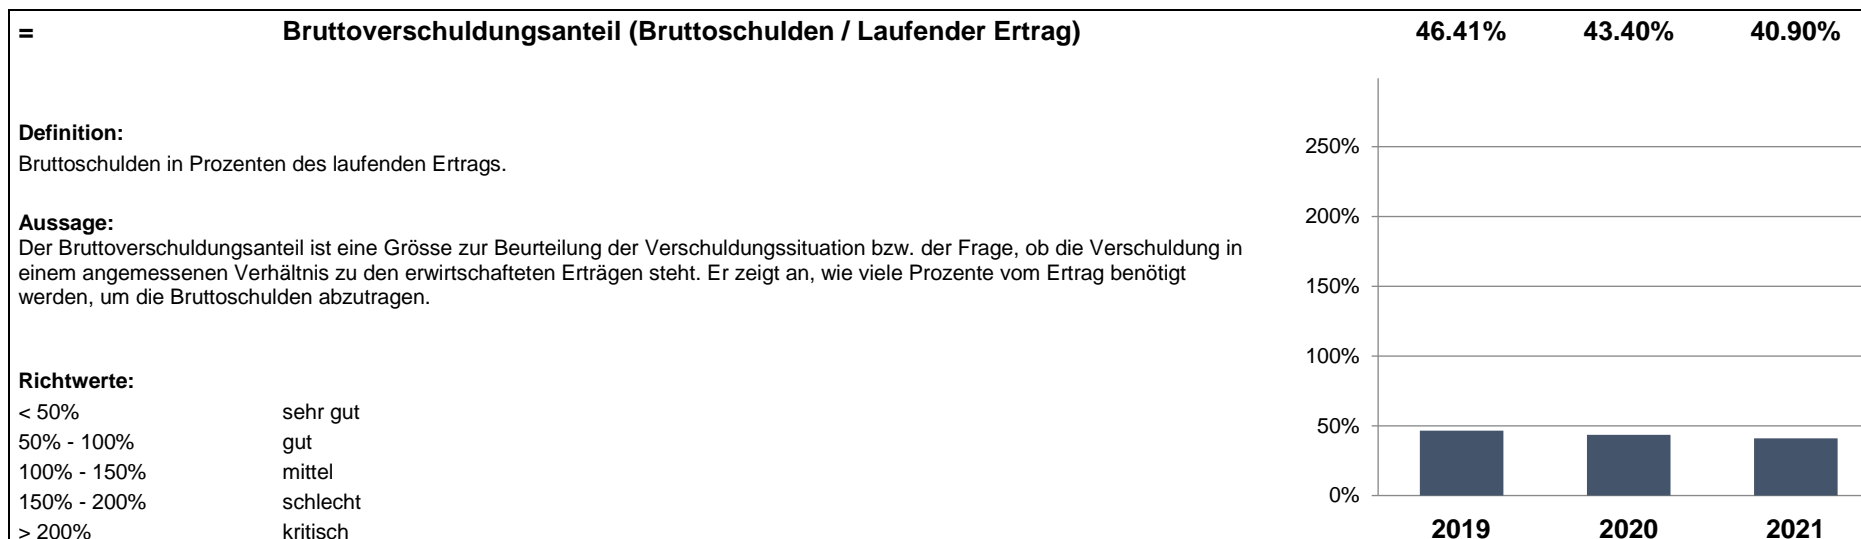 = Bruttoverschuldungsanteil (Bruttoschulden / Laufender Ertrag) 46.41% 43.40% 40.90%
Definition:
Bruttoschulden in Prozenten des laufenden Ertrags.
Aussage:
Der Bruttoverschuldungsanteil ist eine Grösse zur Beurteilung der Verschuldungssituation bzw. der Frage, ob die Verschuldung in
einem angemessenen Verhältnis zu den erwirtschafteten Erträgen steht. Er zeigt an, wie viele Prozente vom Ertrag benötigt
werden, um die Bruttoschulden abzutragen.
Richtwerte:
< 50% sehr gut
50% - 100% gut
100% - 150% mittel
150% - 200% schlecht
> 200% kritisch
250%
200%
150%
100%
50%
0%
2019 2020 2021